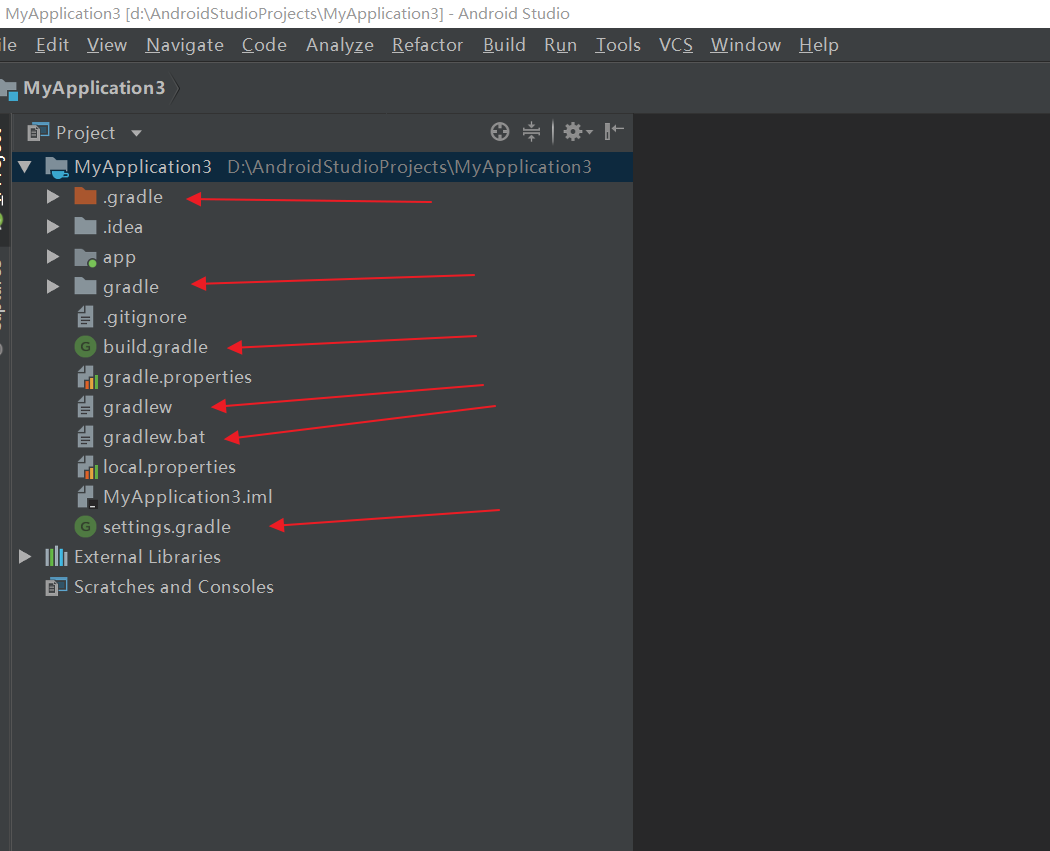 MyApplication3 [d:\AndroidStudioProjects\MyApplication3] - Android Studio
ile Edit View Navigate Code Analyze Refactor Build Run Tools VCS Window Help
MyApplication3
Project
MyApplication3 D:\AndroidStudioProjects\MyApplication3
.gradle
.idea
app
gradle
.gitignore
build.gradle
gradle.properties
gradlew
gradlew.bat
local.properties
MyApplication3.iml
settings.gradle
External Libraries
Scratches and Consoles